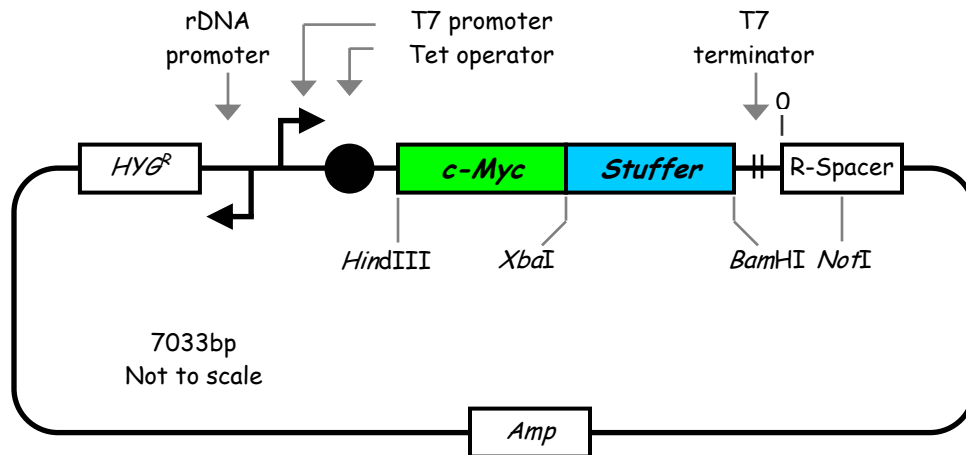 rDNA
promoter
T7 promoter
Tet operator
T7
terminator
0
HYG^R
c-Myc
Stuffer
R-Spacer
HindIII
XbaI
BamHI
NotI
7033bp
Not to scale
Amp